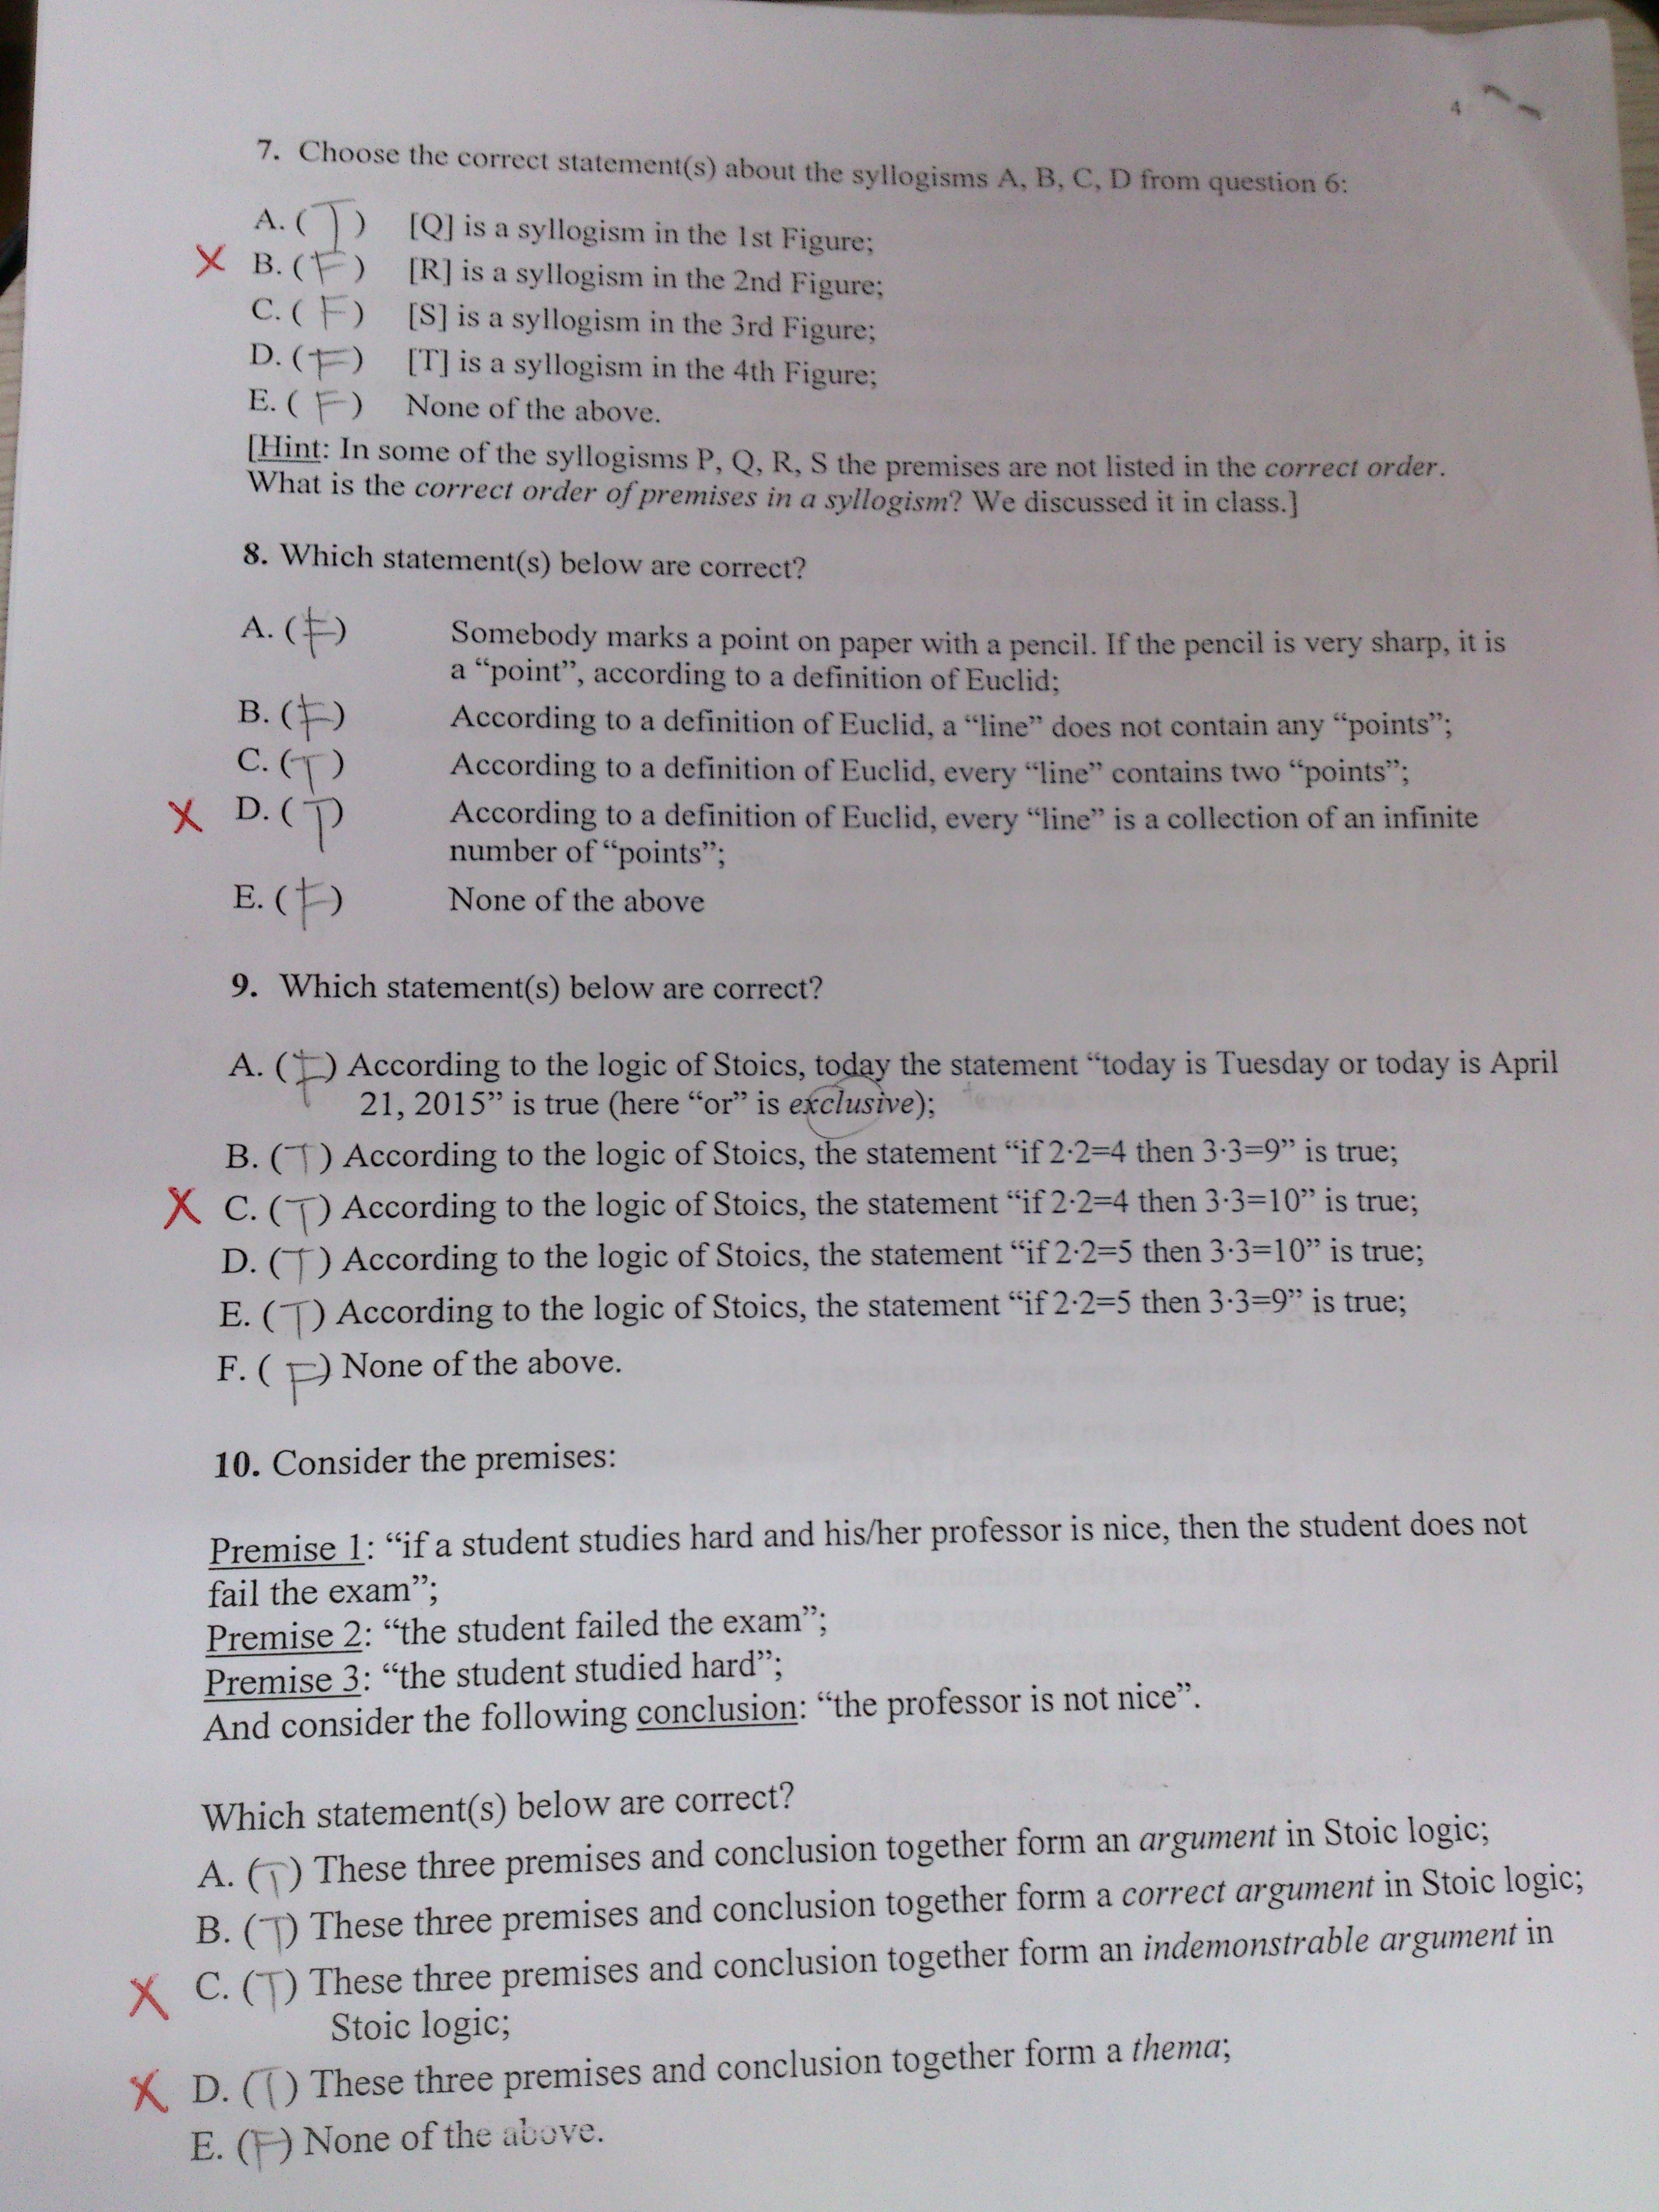 4
7. Choose the correct statement(s) about the syllogisms A, B, C, D from question 6:
A. (T) [Q] is a syllogism in the 1st Figure;
X B. (F) [R] is a syllogism in the 2nd Figure;
C. (F) [S] is a syllogism in the 3rd Figure;
D. (F) [T] is a syllogism in the 4th Figure;
E. (F) None of the above.
[Hint: In some of the syllogisms P, Q, R, S the premises are not listed in the correct order.
What is the correct order of premises in a syllogism? We discussed it in class.]
8. Which statement(s) below are correct?
A. (F) Somebody marks a point on paper with a pencil. If the pencil is very sharp, it is
a “point”, according to a definition of Euclid;
B. (F) According to a definition of Euclid, a “line” does not contain any “points”;
C. (T) According to a definition of Euclid, every “line” contains two “points”;
X D. (T) According to a definition of Euclid, every “line” is a collection of an infinite
number of “points”;
E. (F) None of the above
9. Which statement(s) below are correct?
A. (F) According to the logic of Stoics, today the statement “today is Tuesday or today is April
21, 2015” is true (here “or” is exclusive);
B. (T) According to the logic of Stoics, the statement “if 2·2=4 then 3·3=9” is true;
X C. (T) According to the logic of Stoics, the statement “if 2·2=4 then 3·3=10” is true;
D. (T) According to the logic of Stoics, the statement “if 2·2=5 then 3·3=10” is true;
E. (T) According to the logic of Stoics, the statement “if 2·2=5 then 3·3=9” is true;
F. (F) None of the above.
10. Consider the premises:
Premise 1: “if a student studies hard and his/her professor is nice, then the student does not
fail the exam”;
Premise 2: “the student failed the exam”;
Premise 3: “the student studied hard”;
And consider the following conclusion: “the professor is not nice”.
Which statement(s) below are correct?
A. (T) These three premises and conclusion together form an argument in Stoic logic;
B. (T) These three premises and conclusion together form a correct argument in Stoic logic;
X C. (T) These three premises and conclusion together form an indemonstrable argument in
Stoic logic;
X D. (T) These three premises and conclusion together form a thema;
E. (F) None of the above.